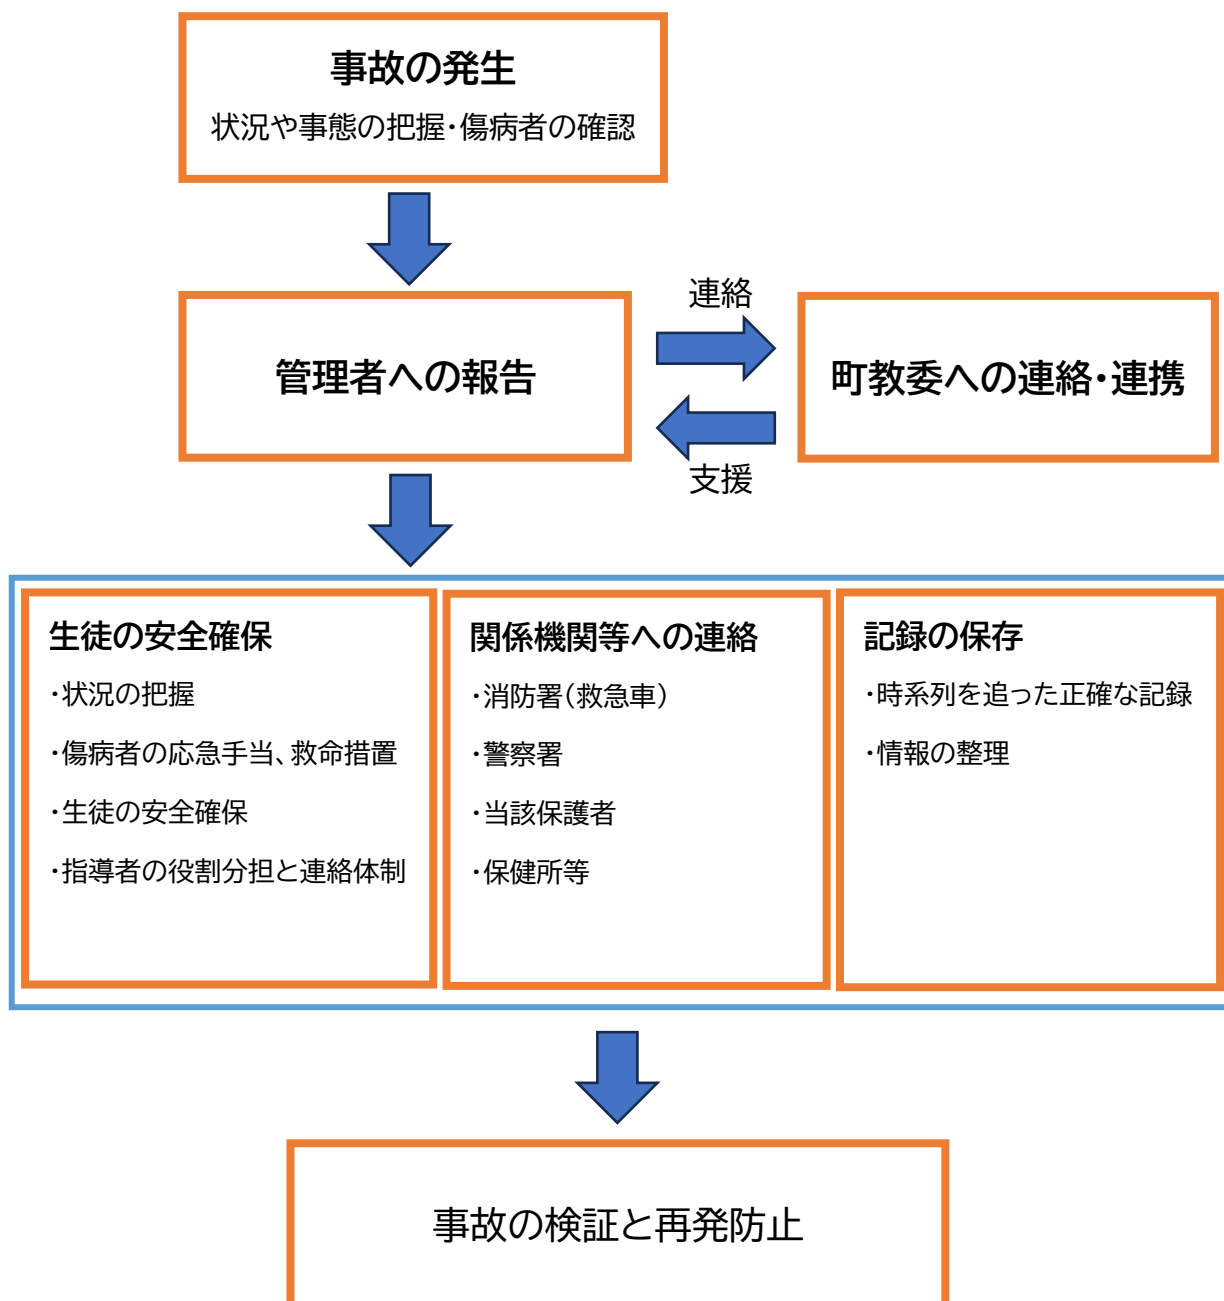 事故の発生
状況や事態の把握・傷病者の確認
連絡
管理者への報告
町教委への連絡・連携
支援
生徒の安全確保
・状況の把握
・傷病者の応急手当、救命措置
・生徒の安全確保
・指導者の役割分担と連絡体制
関係機関等への連絡
・消防署(救急車)
・警察署
・当該保護者
・保健所等
記録の保存
・時系列を追った正確な記録
・情報の整理
事故の検証と再発防止